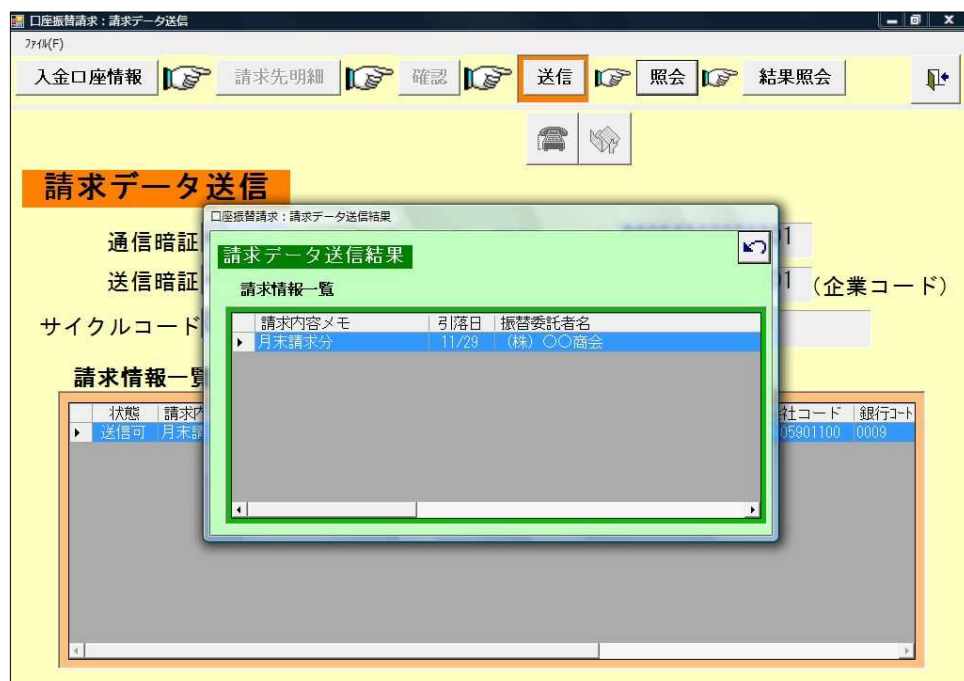 口座振替請求：請求データ送信
ファイル(F)
入金口座情報 請求先明細 確認 送信 照会 結果照会
請求データ送信
口座振替請求：請求データ送信結果
通信暗証
請求データ送信結果
送信暗証
(企業コード)
請求情報一覧
サイクルコード
請求内容メモ 引落日 振替委託者名
月末請求分 11/29 (株)〇〇商会
請求情報一覧
状態 請求内 社コード 銀行コード
送信可 月末請 05901100 0009